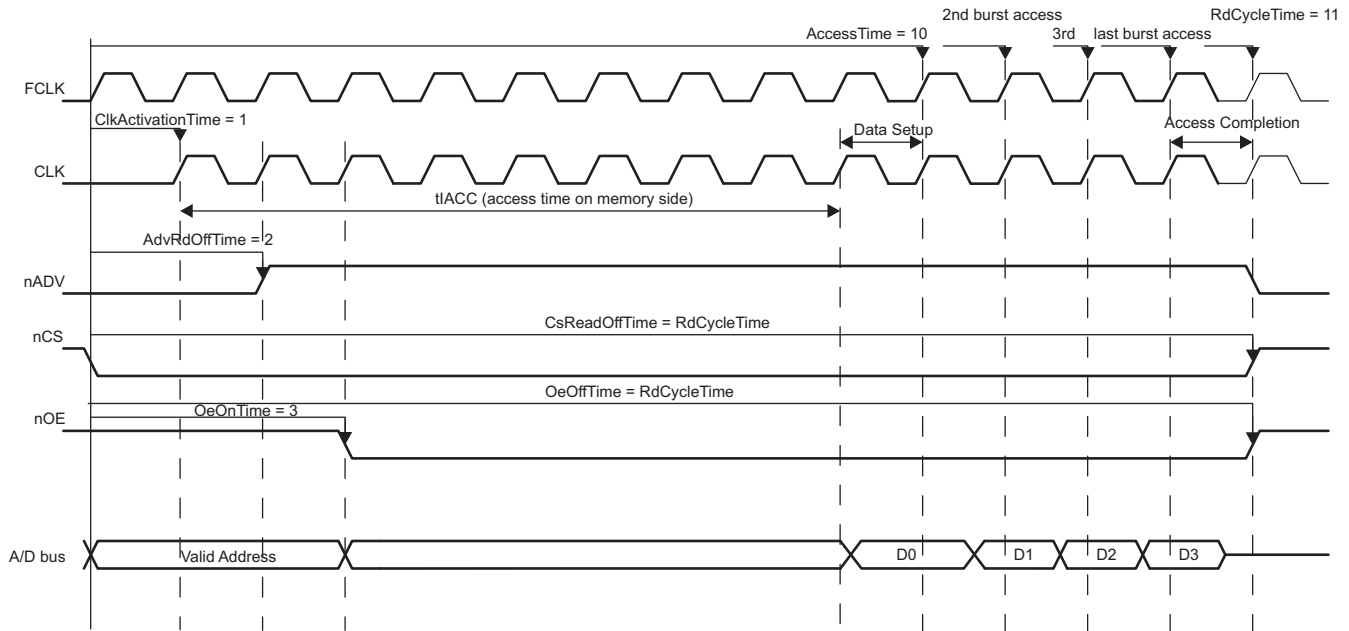 2nd burst access
RdCycleTime = 11
AccessTime = 10
3rd
last burst access
FCLK
ClkActivationTime = 1
Data Setup
Access Completion
CLK
tIACC (access time on memory side)
AdvRdOffTime = 2
nADV
CsReadOffTime = RdCycleTime
nCS
OeOffTime = RdCycleTime
OeOnTime = 3
nOE
A/D bus
Valid Address
D0
D1
D2
D3